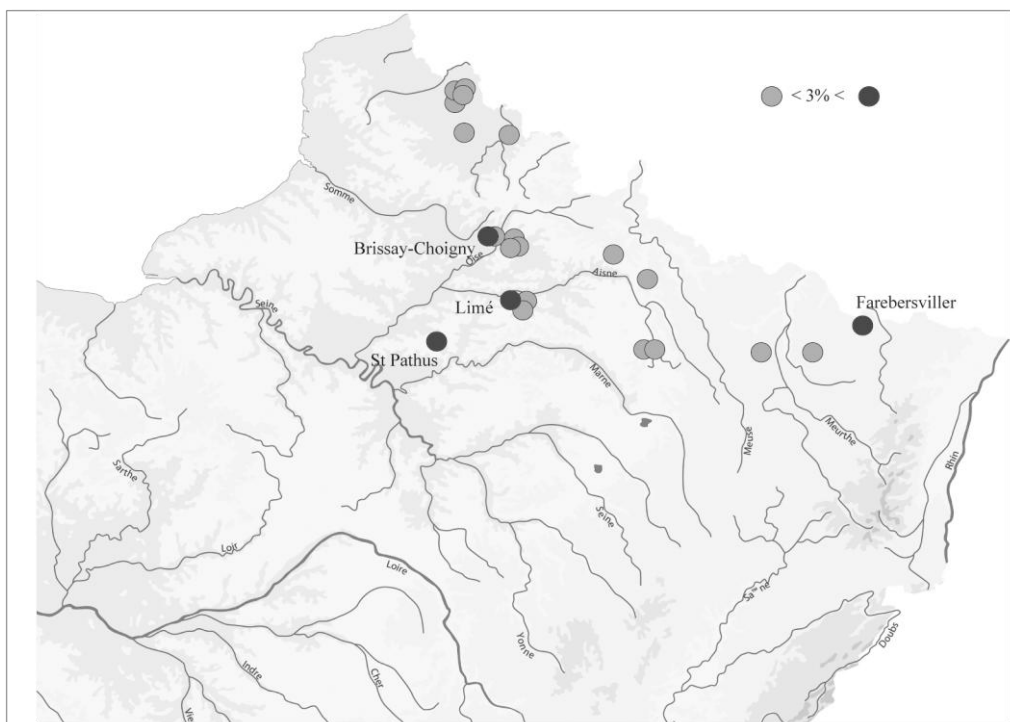 < 3% <
Somme
Brissay-Choigny
Oise
Aisne
Seine
Limé
Farebersviller
St Pathus
Marne
Meuse
Meurthe
Rhin
Sarthe
Seine
Loir
Loire
Saône
Yonne
Doubs
Indre
Cher
Vie